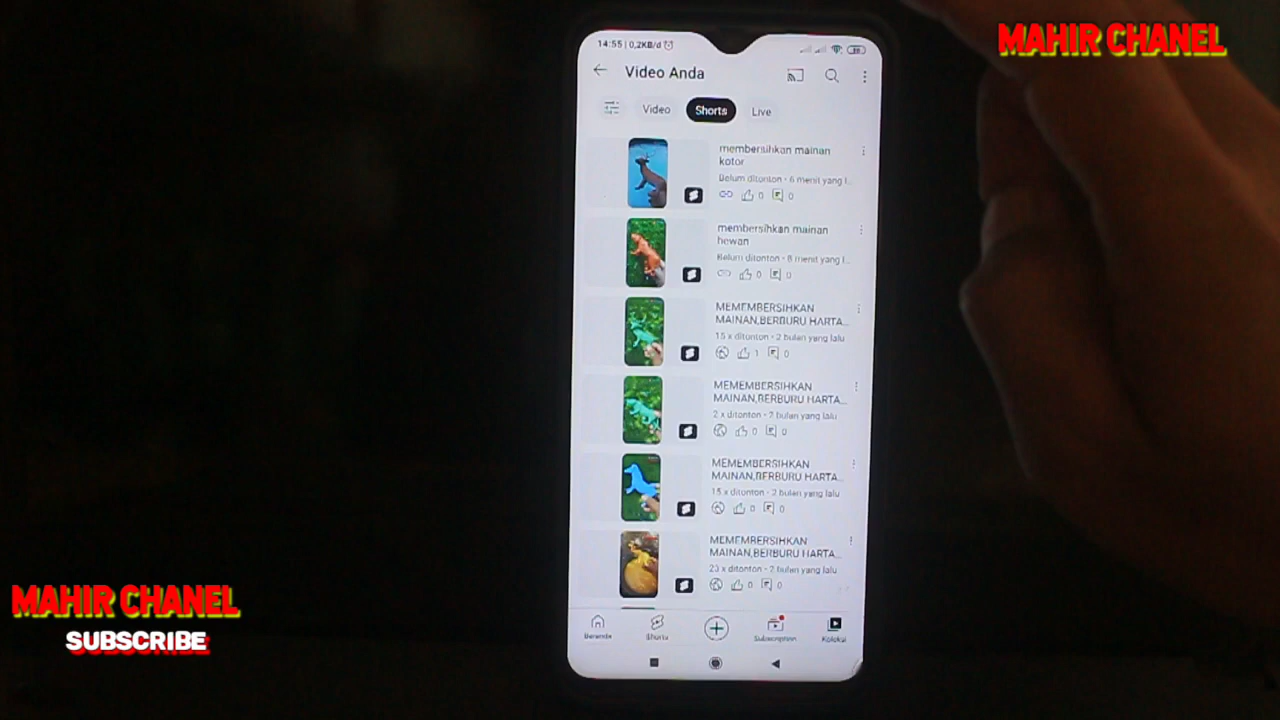 MAHIR CHANEL
14:55 | 0,2KB/d
Video Anda
Video
Shorts
Live
membersihkan mainan
kotor
Belum ditonton • 6 menit yang l...
0
0
membersihkan mainan
hewan
Belum ditonton • 8 menit yang l...
0
0
MEMEMBERSIHKAN
MAINAN,BERBURU HARTA...
15 x ditonton • 2 bulan yang lalu
1
0
MEMEMBERSIHKAN
MAINAN,BERBURU HARTA...
2 x ditonton • 2 bulan yang lalu
0
0
MEMEMBERSIHKAN
MAINAN,BERBURU HARTA...
15 x ditonton • 2 bulan yang lalu
0
0
MEMEMBERSIHKAN
MAINAN,BERBURU HARTA...
23 x ditonton • 2 bulan yang lalu
0
0
Beranda
Shorts
Subscription
Koleksi
MAHIR CHANEL
SUBSCRIBE